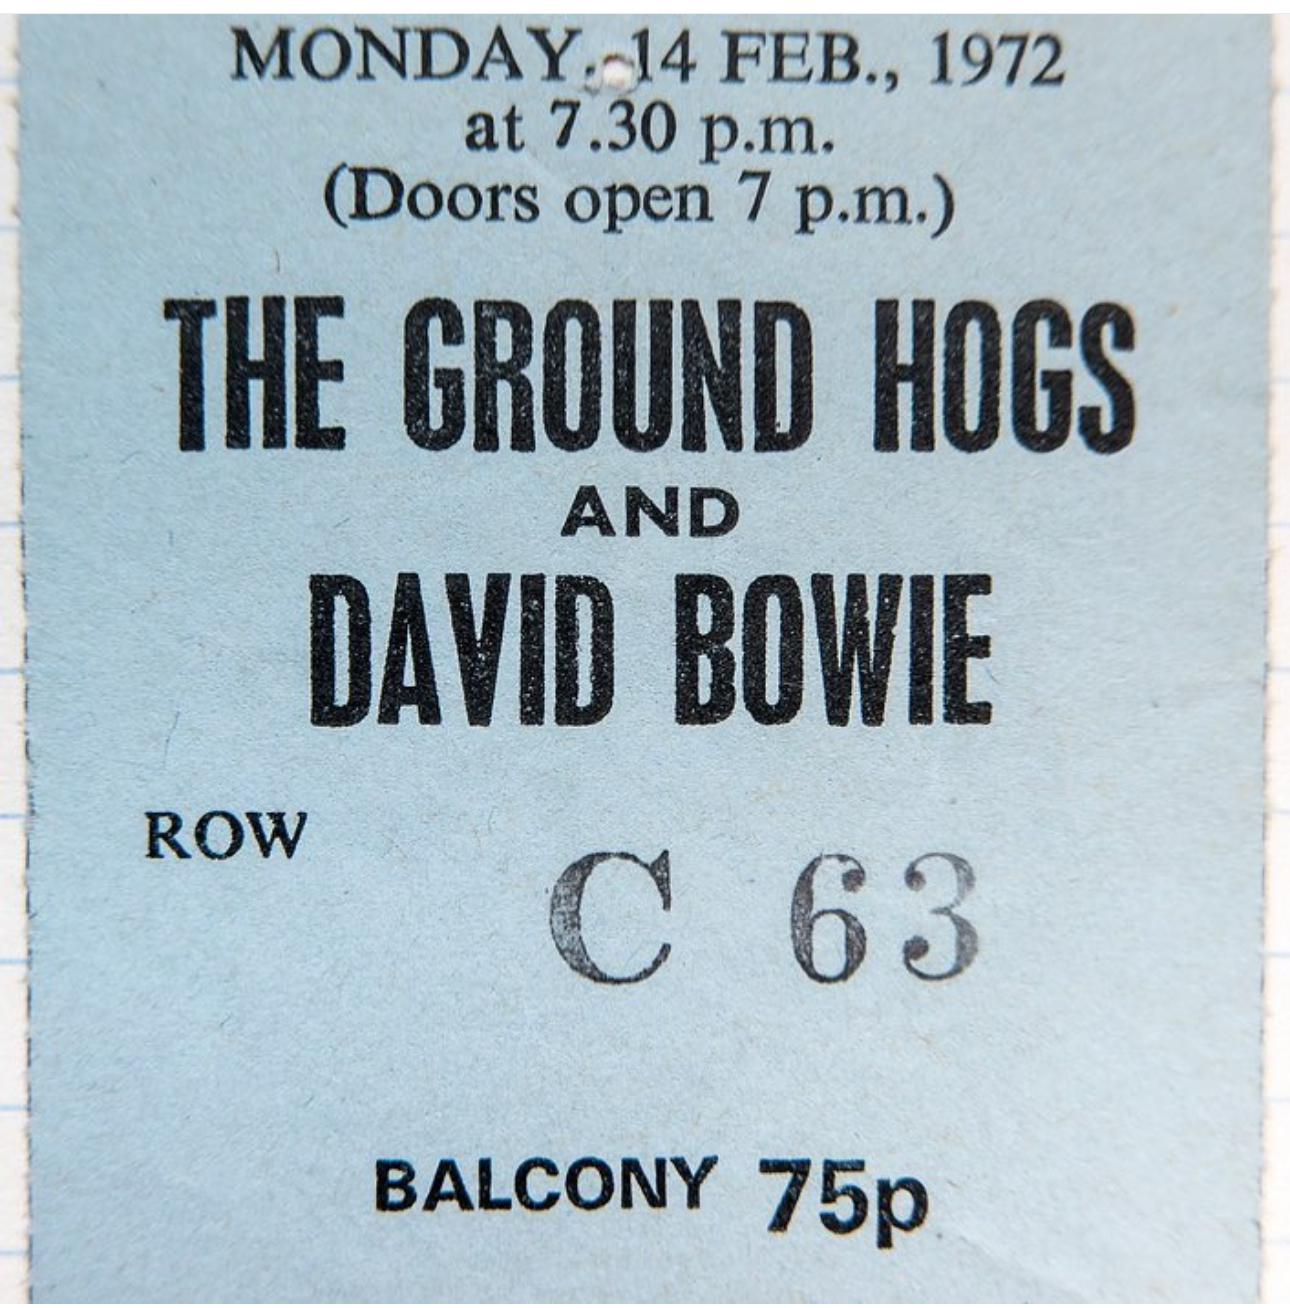 MONDAY, 14 FEB., 1972
at 7.30 p.m.
(Doors open 7 p.m.)
THE GROUND HOGS
AND
DAVID BOWIE
ROW
C 63
BALCONY 75p